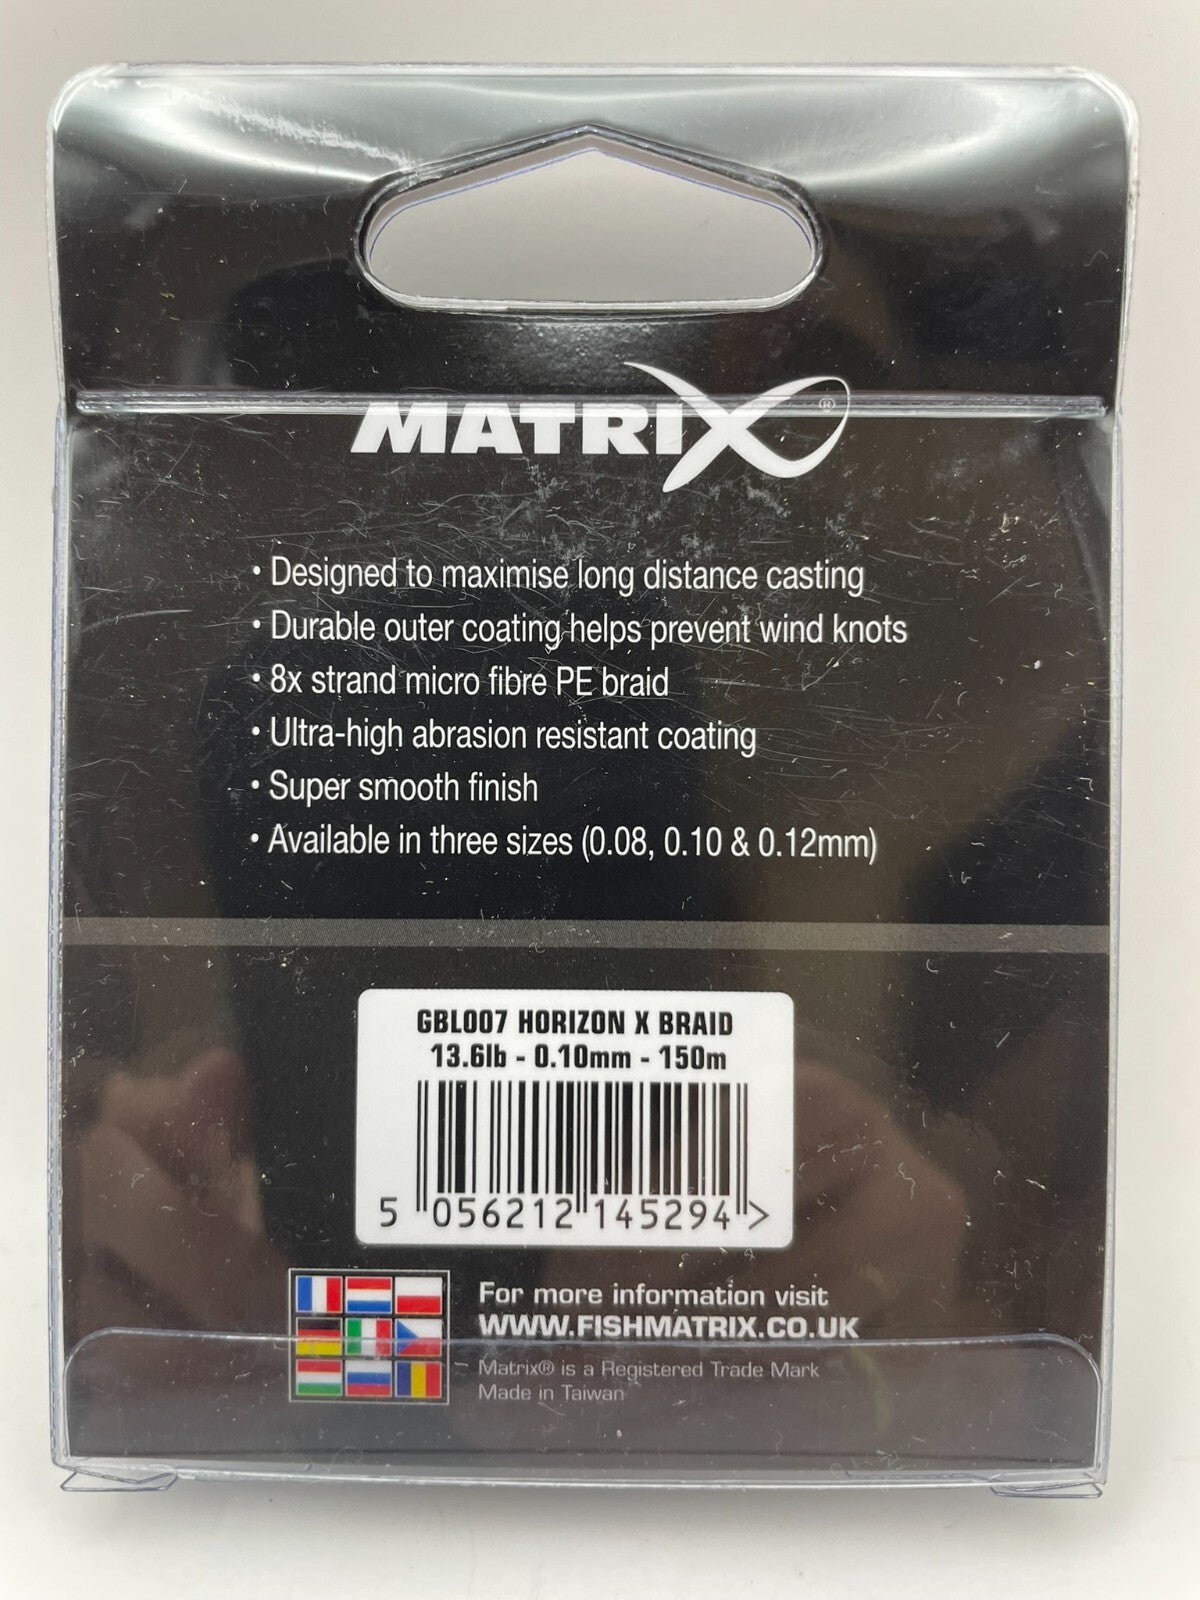 MATRIX®
• Designed to maximise long distance casting
• Durable outer coating helps prevent wind knots
• 8x strand micro fibre PE braid
• Ultra-high abrasion resistant coating
• Super smooth finish
• Available in three sizes (0.08, 0.10 & 0.12mm)
GBL007 HORIZON X BRAID
13.6lb - 0.10mm - 150m
5 056212 145294 >
For more information visit
WWW.FISHMATRIX.CO.UK
Matrix® is a Registered Trade Mark
Made in Taiwan